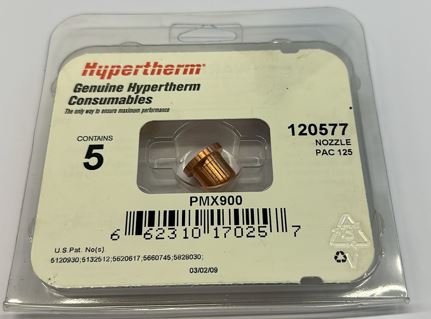 Hypertherm®
Genuine Hypertherm
Consumables
The only way to ensure maximum performance
CONTAINS
5
120577
NOZZLE
PAC 125
PMX900
6 62310 17025 7
U.S.Pat. No(s).
6120930;5132512;5620617;5660745;5828030;
03/02/09